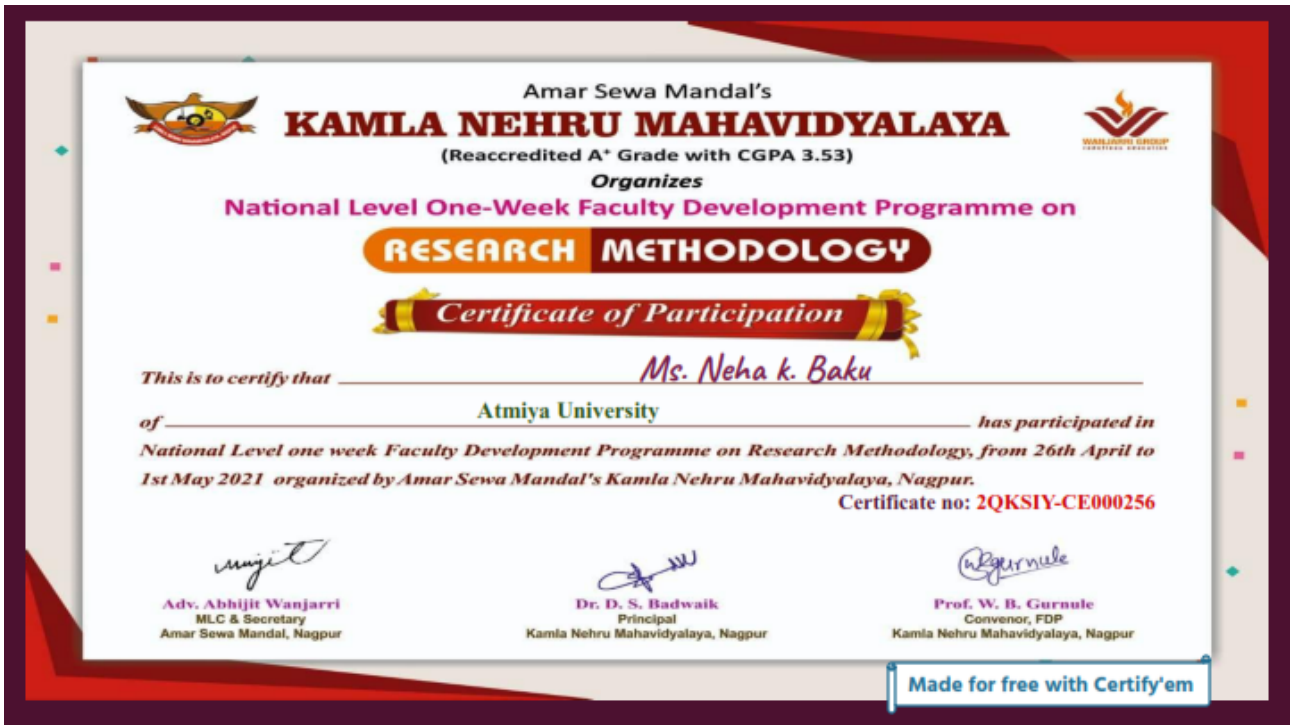 Amar Sewa Mandal's
KAMLA NEHRU MAHAVIDYALAYA
(Reaccredited A+ Grade with CGPA 3.53)
WANJARRI GROUP
Organizes
National Level One-Week Faculty Development Programme on
RESEARCH METHODOLOGY
Certificate of Participation
This is to certify that Ms. Neha k. Baku
of Atmiya University has participated in
National Level one week Faculty Development Programme on Research Methodology, from 26th April to
1st May 2021 organized by Amar Sewa Mandal's Kamla Nehru Mahavidyalaya, Nagpur.
Certificate no: 2QKSIY-CE000256
Adv. Abhijit Wanjarri
MLC & Secretary
Amar Sewa Mandal, Nagpur
Dr. D. S. Badwaik
Principal
Kamla Nehru Mahavidyalaya, Nagpur
WBGurnule
Prof. W. B. Gurnule
Convenor, FDP
Kamla Nehru Mahavidyalaya, Nagpur
Made for free with Certify'em